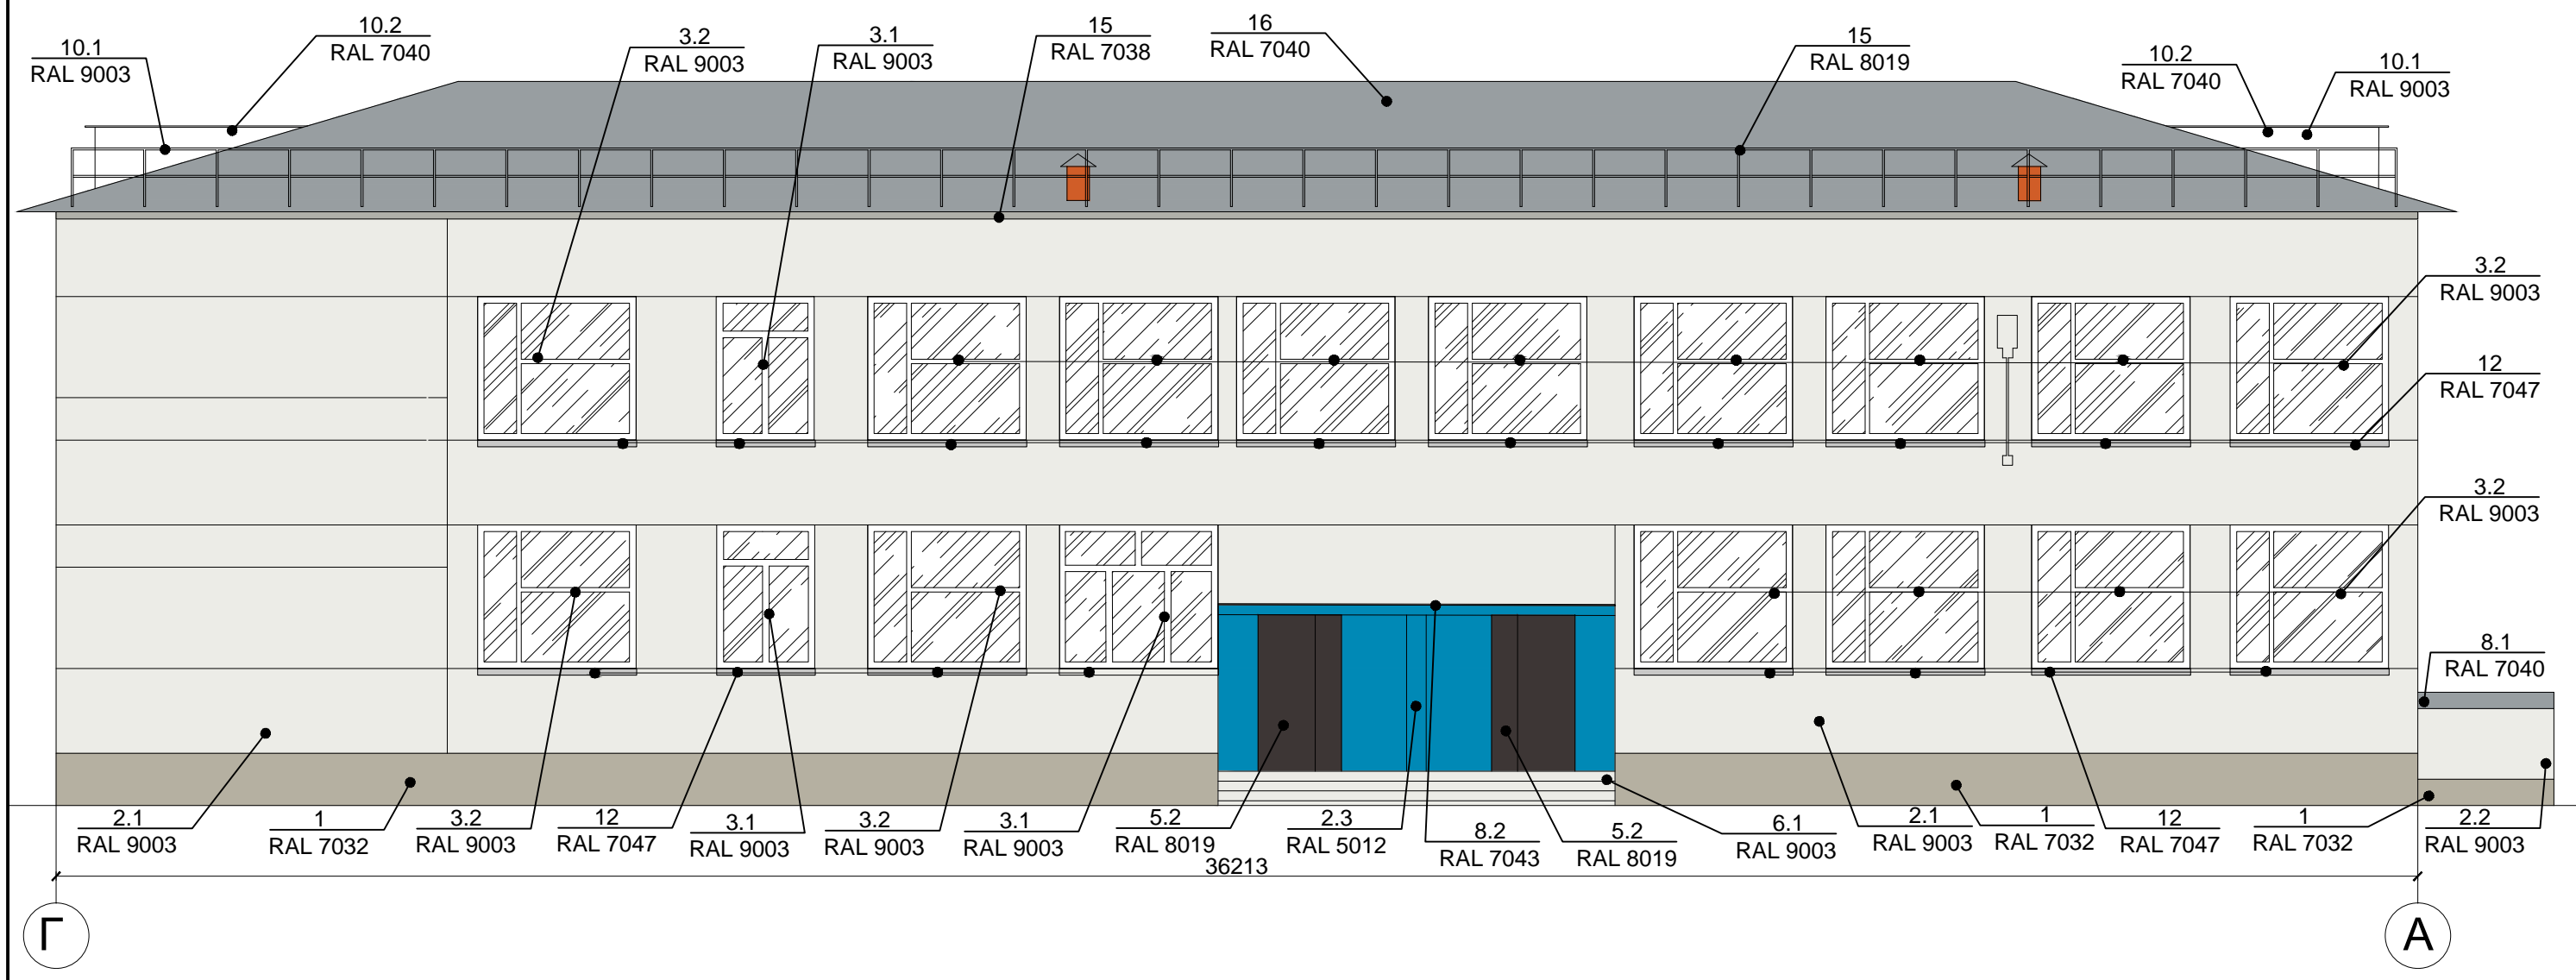 10.1
RAL 9003
10.2
RAL 7040
3.2
RAL 9003
3.1
RAL 9003
15
RAL 7038
16
RAL 7040
15
RAL 8019
10.2
RAL 7040
10.1
RAL 9003
3.2
RAL 9003
12
RAL 7047
3.2
RAL 9003
8.1
RAL 7040
2.1
RAL 9003
1
RAL 7032
3.2
RAL 9003
12
RAL 7047
3.1
RAL 9003
3.2
RAL 9003
3.1
RAL 9003
5.2
RAL 8019
2.3
RAL 5012
8.2
RAL 7043
5.2
RAL 8019
6.1
RAL 9003
2.1
RAL 9003
1
RAL 7032
12
RAL 7047
1
RAL 7032
2.2
RAL 9003
36213
Г
А